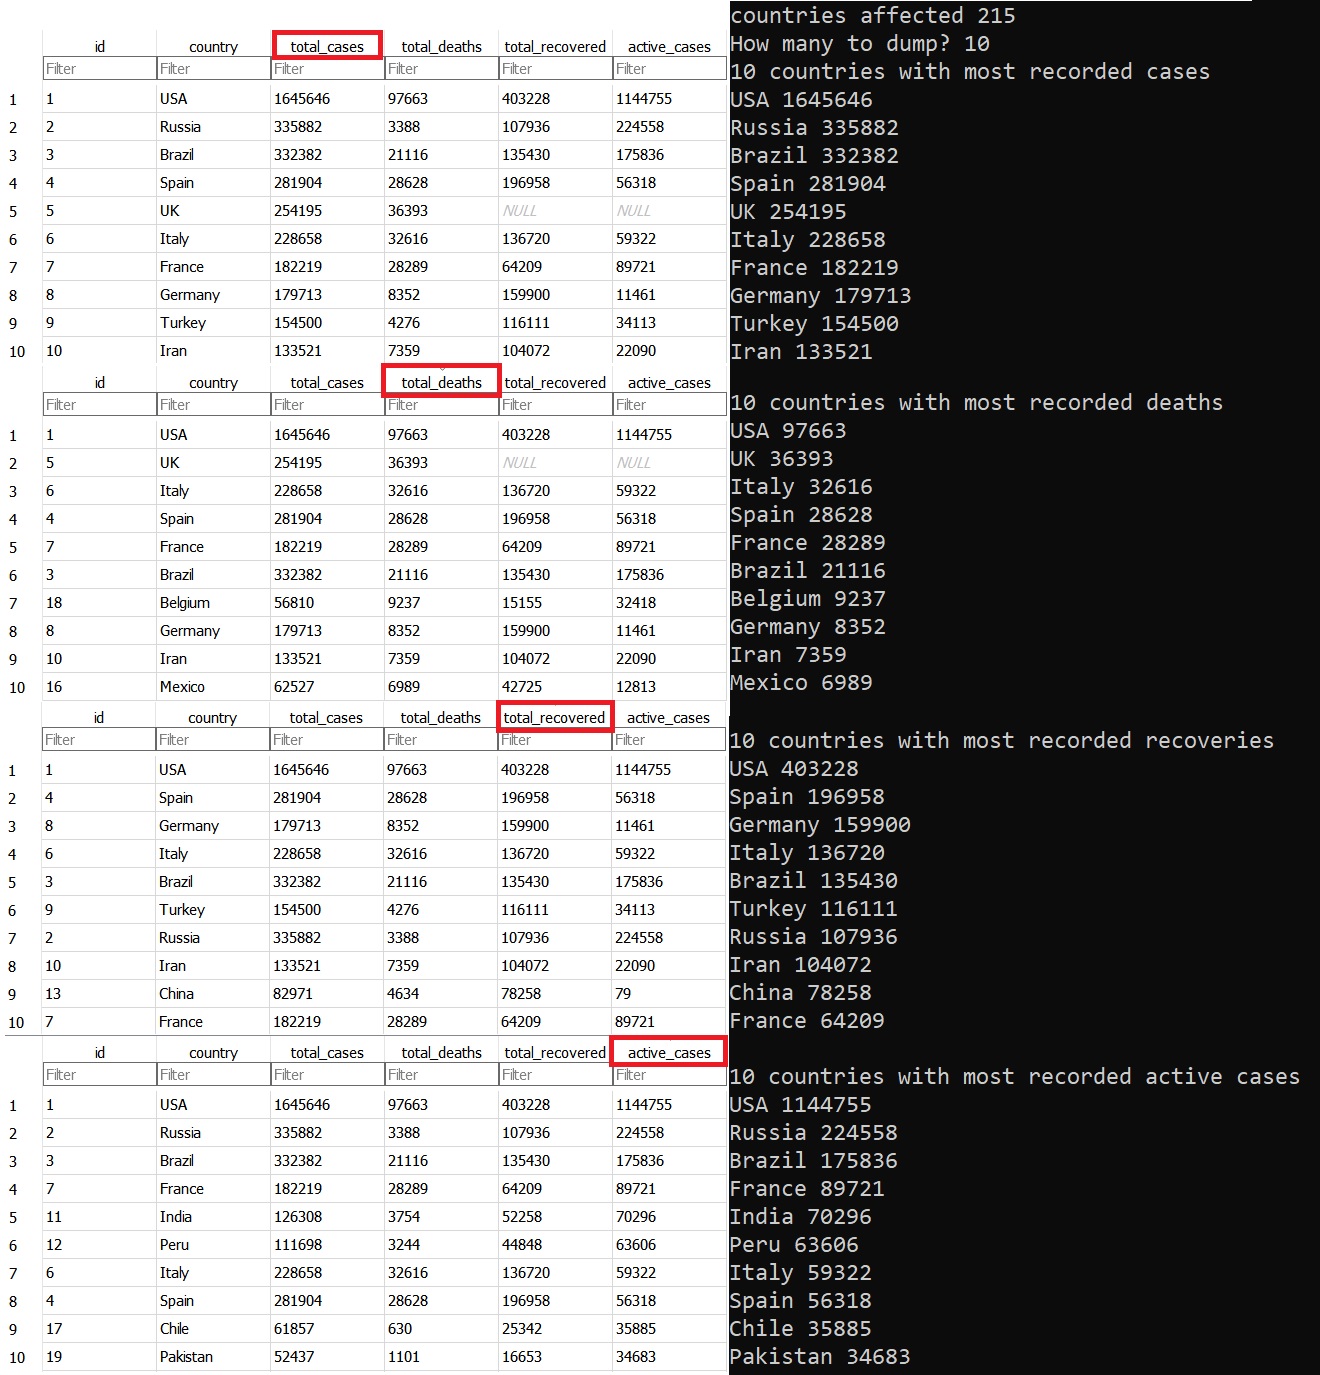 id country total_cases total_deaths total_recovered active_cases
Filter Filter Filter Filter Filter Filter
1 1 USA 1645646 97663 403228 1144755
2 2 Russia 335882 3388 107936 224558
3 3 Brazil 332382 21116 135430 175836
4 4 Spain 281904 28628 196958 56318
5 5 UK 254195 36393 NULL NULL
6 6 Italy 228658 32616 136720 59322
7 7 France 182219 28289 64209 89721
8 8 Germany 179713 8352 159900 11461
9 9 Turkey 154500 4276 116111 34113
10 10 Iran 133521 7359 104072 22090
id country total_cases total_deaths total_recovered active_cases
Filter Filter Filter Filter Filter Filter
1 1 USA 1645646 97663 403228 1144755
2 5 UK 254195 36393 NULL NULL
3 6 Italy 228658 32616 136720 59322
4 4 Spain 281904 28628 196958 56318
5 7 France 182219 28289 64209 89721
6 3 Brazil 332382 21116 135430 175836
7 18 Belgium 56810 9237 15155 32418
8 8 Germany 179713 8352 159900 11461
9 10 Iran 133521 7359 104072 22090
10 16 Mexico 62527 6989 42725 12813
id country total_cases total_deaths total_recovered active_cases
Filter Filter Filter Filter Filter Filter
1 1 USA 1645646 97663 403228 1144755
2 4 Spain 281904 28628 196958 56318
3 8 Germany 179713 8352 159900 11461
4 6 Italy 228658 32616 136720 59322
5 3 Brazil 332382 21116 135430 175836
6 9 Turkey 154500 4276 116111 34113
7 2 Russia 335882 3388 107936 224558
8 10 Iran 133521 7359 104072 22090
9 13 China 82971 4634 78258 79
10 7 France 182219 28289 64209 89721
id country total_cases total_deaths total_recovered active_cases
Filter Filter Filter Filter Filter Filter
1 1 USA 1645646 97663 403228 1144755
2 2 Russia 335882 3388 107936 224558
3 3 Brazil 332382 21116 135430 175836
4 7 France 182219 28289 64209 89721
5 11 India 126308 3754 52258 70296
6 12 Peru 111698 3244 44848 63606
7 6 Italy 228658 32616 136720 59322
8 4 Spain 281904 28628 196958 56318
9 17 Chile 61857 630 25342 35885
10 19 Pakistan 52437 1101 16653 34683
countries affected 215
How many to dump? 10
10 countries with most recorded cases
USA 1645646
Russia 335882
Brazil 332382
Spain 281904
UK 254195
Italy 228658
France 182219
Germany 179713
Turkey 154500
Iran 133521
10 countries with most recorded deaths
USA 97663
UK 36393
Italy 32616
Spain 28628
France 28289
Brazil 21116
Belgium 9237
Germany 8352
Iran 7359
Mexico 6989
10 countries with most recorded recoveries
USA 403228
Spain 196958
Germany 159900
Italy 136720
Brazil 135430
Turkey 116111
Russia 107936
Iran 104072
China 78258
France 64209
10 countries with most recorded active cases
USA 1144755
Russia 224558
Brazil 175836
France 89721
India 70296
Peru 63606
Italy 59322
Spain 56318
Chile 35885
Pakistan 34683